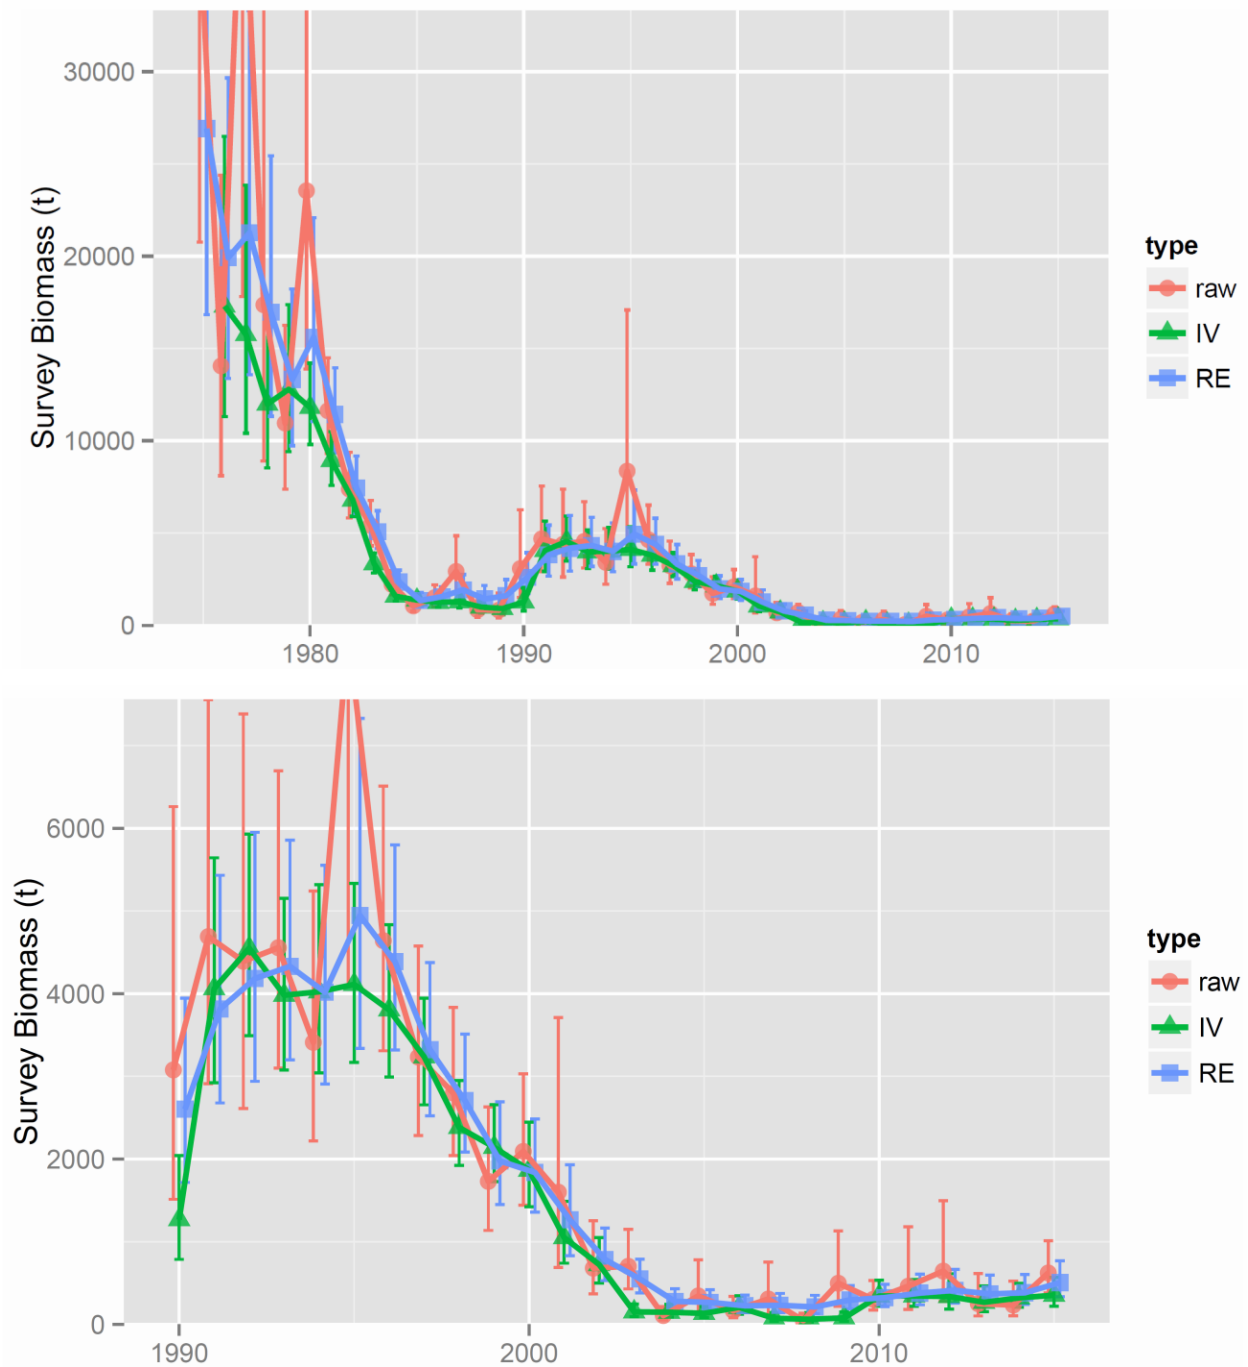 30000
20000
10000
0
Survey Biomass (t)
1980 1990 2000 2010
type
raw
IV
RE
6000
4000
2000
0
Survey Biomass (t)
1990 2000 2010
type
raw
IV
RE